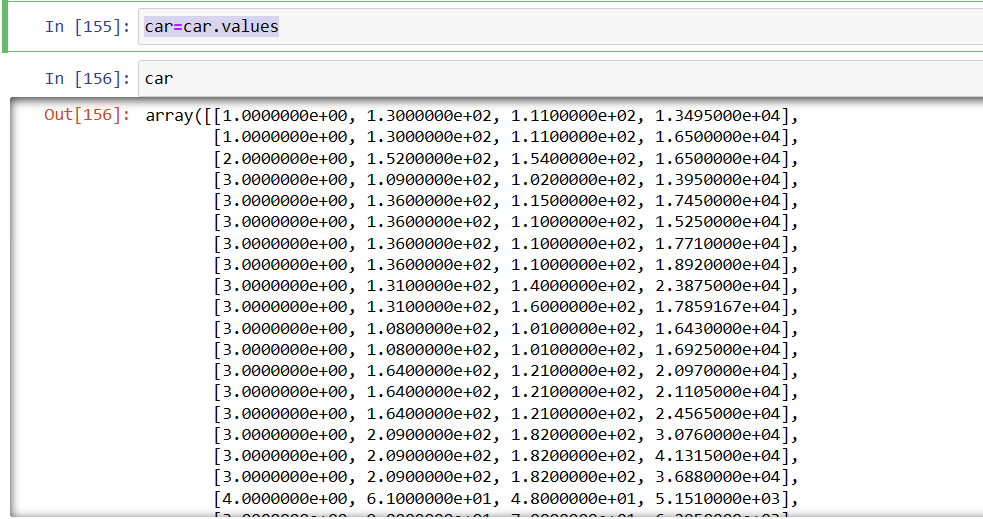 In [155]: car=car.values
In [156]: car
Out[156]: array([[1.0000000e+00, 1.3000000e+02, 1.1100000e+02, 1.3495000e+04],
[1.0000000e+00, 1.3000000e+02, 1.1100000e+02, 1.6500000e+04],
[2.0000000e+00, 1.5200000e+02, 1.5400000e+02, 1.6500000e+04],
[3.0000000e+00, 1.0900000e+02, 1.0200000e+02, 1.3950000e+04],
[3.0000000e+00, 1.3600000e+02, 1.1500000e+02, 1.7450000e+04],
[3.0000000e+00, 1.3600000e+02, 1.1000000e+02, 1.5250000e+04],
[3.0000000e+00, 1.3600000e+02, 1.1000000e+02, 1.7710000e+04],
[3.0000000e+00, 1.3600000e+02, 1.1000000e+02, 1.8920000e+04],
[3.0000000e+00, 1.3100000e+02, 1.4000000e+02, 2.3875000e+04],
[3.0000000e+00, 1.3100000e+02, 1.6000000e+02, 1.7859167e+04],
[3.0000000e+00, 1.0800000e+02, 1.0100000e+02, 1.6430000e+04],
[3.0000000e+00, 1.0800000e+02, 1.0100000e+02, 1.6925000e+04],
[3.0000000e+00, 1.6400000e+02, 1.2100000e+02, 2.0970000e+04],
[3.0000000e+00, 1.6400000e+02, 1.2100000e+02, 2.1105000e+04],
[3.0000000e+00, 1.6400000e+02, 1.2100000e+02, 2.4565000e+04],
[3.0000000e+00, 2.0900000e+02, 1.8200000e+02, 3.0760000e+04],
[3.0000000e+00, 2.0900000e+02, 1.8200000e+02, 4.1315000e+04],
[3.0000000e+00, 2.0900000e+02, 1.8200000e+02, 3.6880000e+04],
[4.0000000e+00, 6.1000000e+01, 4.8000000e+01, 5.1510000e+03],